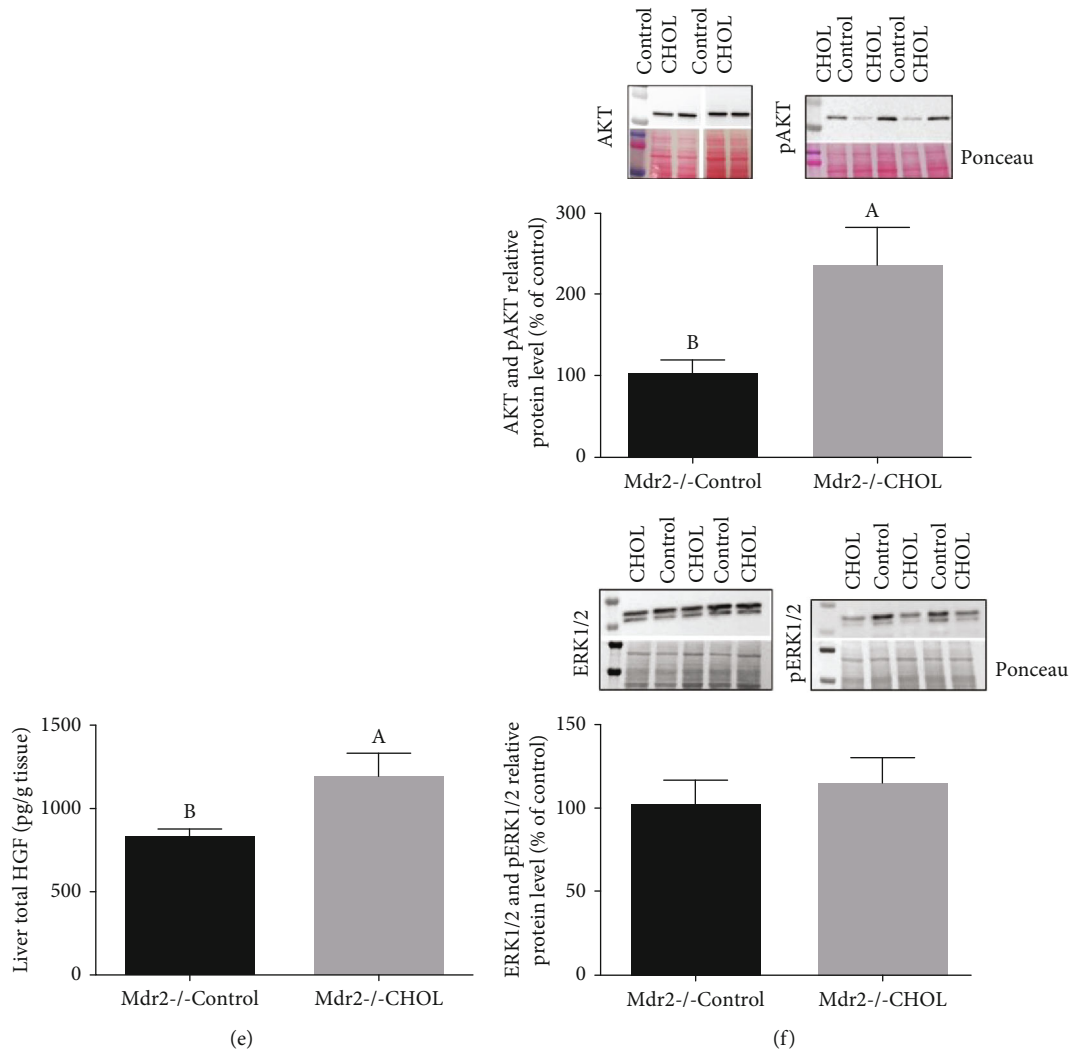 Control
CHOL
Control
CHOL
AKT
CHOL
Control
CHOL
Control
CHOL
pAKT
Ponceau
AKT and pAKT relative
protein level (% of control)
300
200
100
0
B
A
Mdr2-/-Control
Mdr2-/-CHOL
CHOL
Control
CHOL
Control
CHOL
ERK1/2
CHOL
Control
CHOL
Control
CHOL
pERK1/2
Ponceau
Liver total HGF (pg/g tissue)
1500
1000
500
0
B
A
Mdr2-/-Control
Mdr2-/-CHOL
(e)
ERK1/2 and pERK1/2 relative
protein level (% of control)
150
100
50
0
Mdr2-/-Control
Mdr2-/-CHOL
(f)